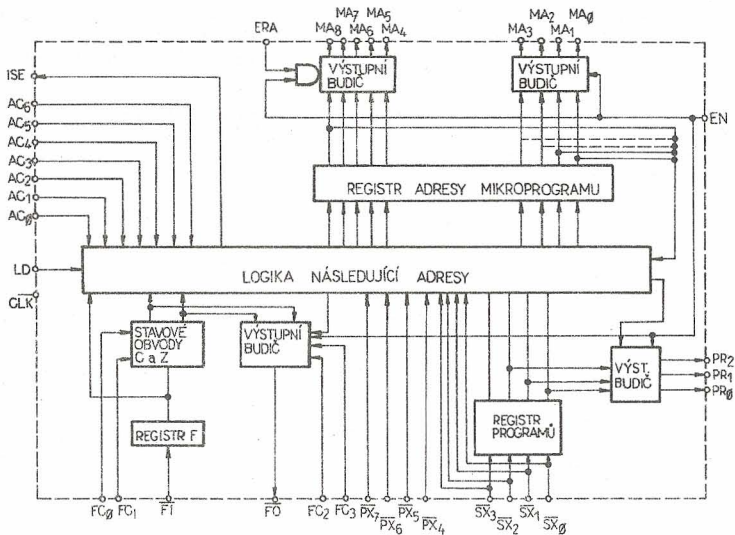 MA7 MA5 MA2 MA0
MA8 MA6 MA4 MA3 MA1
ERA
VÝSTUPNÍ BUDIČ
VÝSTUPNÍ BUDIČ
ISE
AC6
AC5
AC4
AC3
AC2
AC1
AC0
EN
REGISTR ADRESY MIKROPROGRAMU
LD
LOGIKA NÁSLEDUJÍCÍ ADRESY
CLK
STAVOVÉ OBVODY C a Z
VÝSTUPNÍ BUDIČ
VÝST. BUDIČ
PR2
PR1
PR0
REGISTR F
REGISTR PROGRAMŮ
FC0 FC1 FI FO FC2 FC3 PX7 PX6 PX5 PX4 SX3 SX2 SX1 SX0